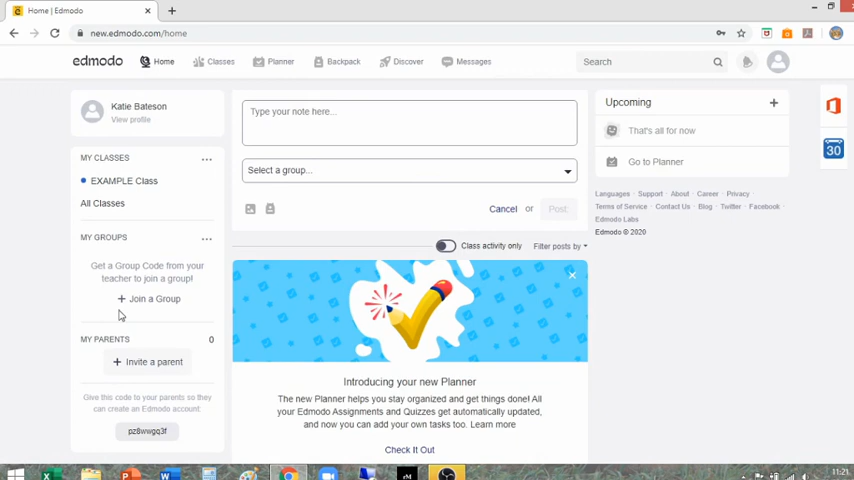 Home | Edmodo
new.edmodo.com/home
edmodo
Home
Classes
Planner
Backpack
Discover
Messages
Search
Katie Bateson
View profile
MY CLASSES
EXAMPLE Class
All Classes
MY GROUPS
Get a Group Code from your
teacher to join a group!
+ Join a Group
MY PARENTS 0
+ Invite a parent
Give this code to your parents so they
can create an Edmodo account:
pz8wwgq3f
Type your note here...
Select a group...
Cancel or Post
Class activity only Filter posts by
Introducing your new Planner
The new Planner helps you stay organized and get things done! All
your Edmodo Assignments and Quizzes get automatically updated,
and now you can add your own tasks too. Learn more
Check It Out
Upcoming +
That's all for now
Go to Planner
Languages · Support · About · Career · Privacy ·
Terms of Service · Contact Us · Blog · Twitter · Facebook ·
Edmodo Labs
Edmodo © 2020
30
11:21